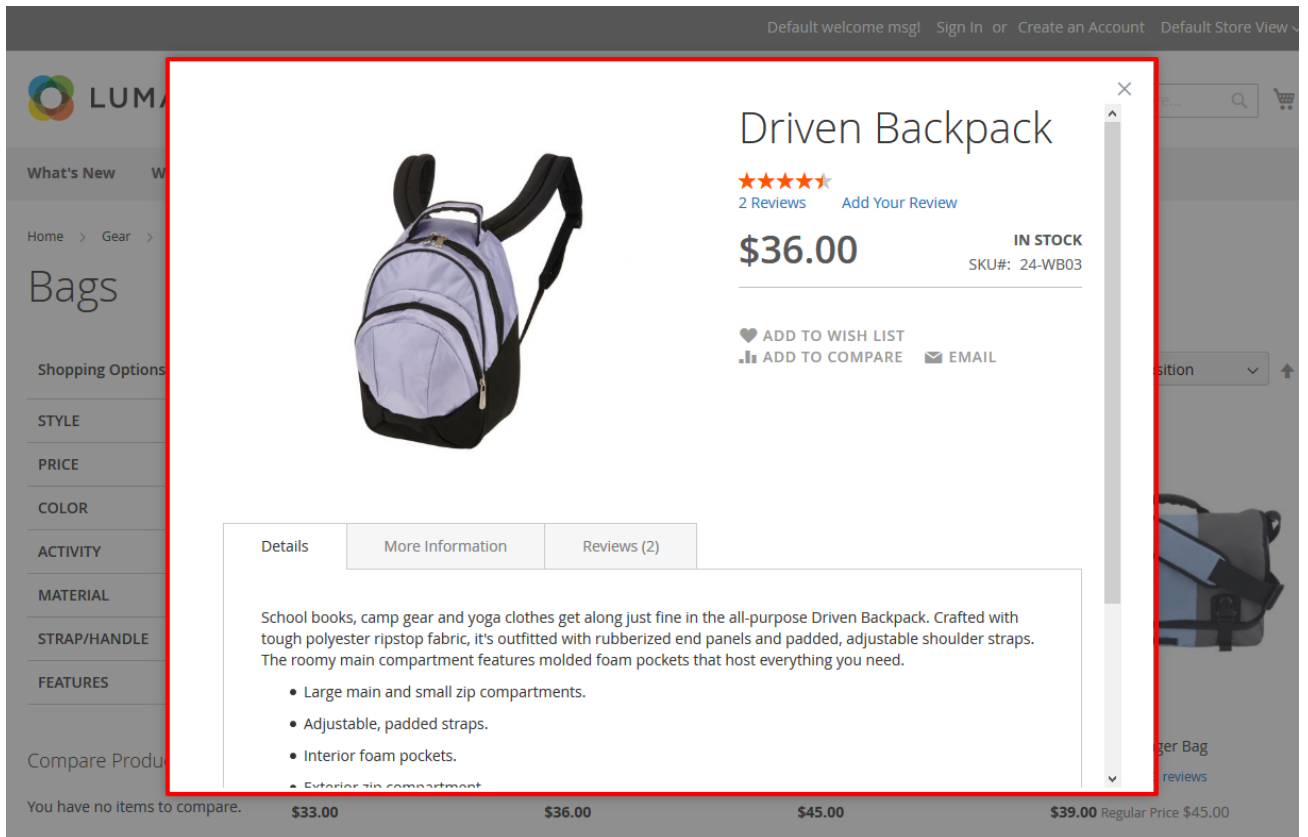 Default welcome msg! Sign In or Create an Account Default Store View
LUMA
What's New
Home > Gear >
Bags
Shopping Options
STYLE
PRICE
COLOR
ACTIVITY
MATERIAL
STRAP/HANDLE
FEATURES
Compare
You have no items to compare.
Driven Backpack
2 Reviews Add Your Review
$36.00
IN STOCK
SKU#: 24-WB03
ADD TO WISH LIST
ADD TO COMPARE EMAIL
Details More Information Reviews (2)
School books, camp gear and yoga clothes get along just fine in the all-purpose Driven Backpack. Crafted with
tough polyester ripstop fabric, it's outfitted with rubberized end panels and padded, adjustable shoulder straps.
The roomy main compartment features molded foam pockets that host everything you need.
• Large main and small zip compartments.
• Adjustable, padded straps.
• Interior foam pockets.
• Exterior zip compartment
Bag
reviews
$33.00 $36.00 $45.00 $39.00 Regular Price $45.00